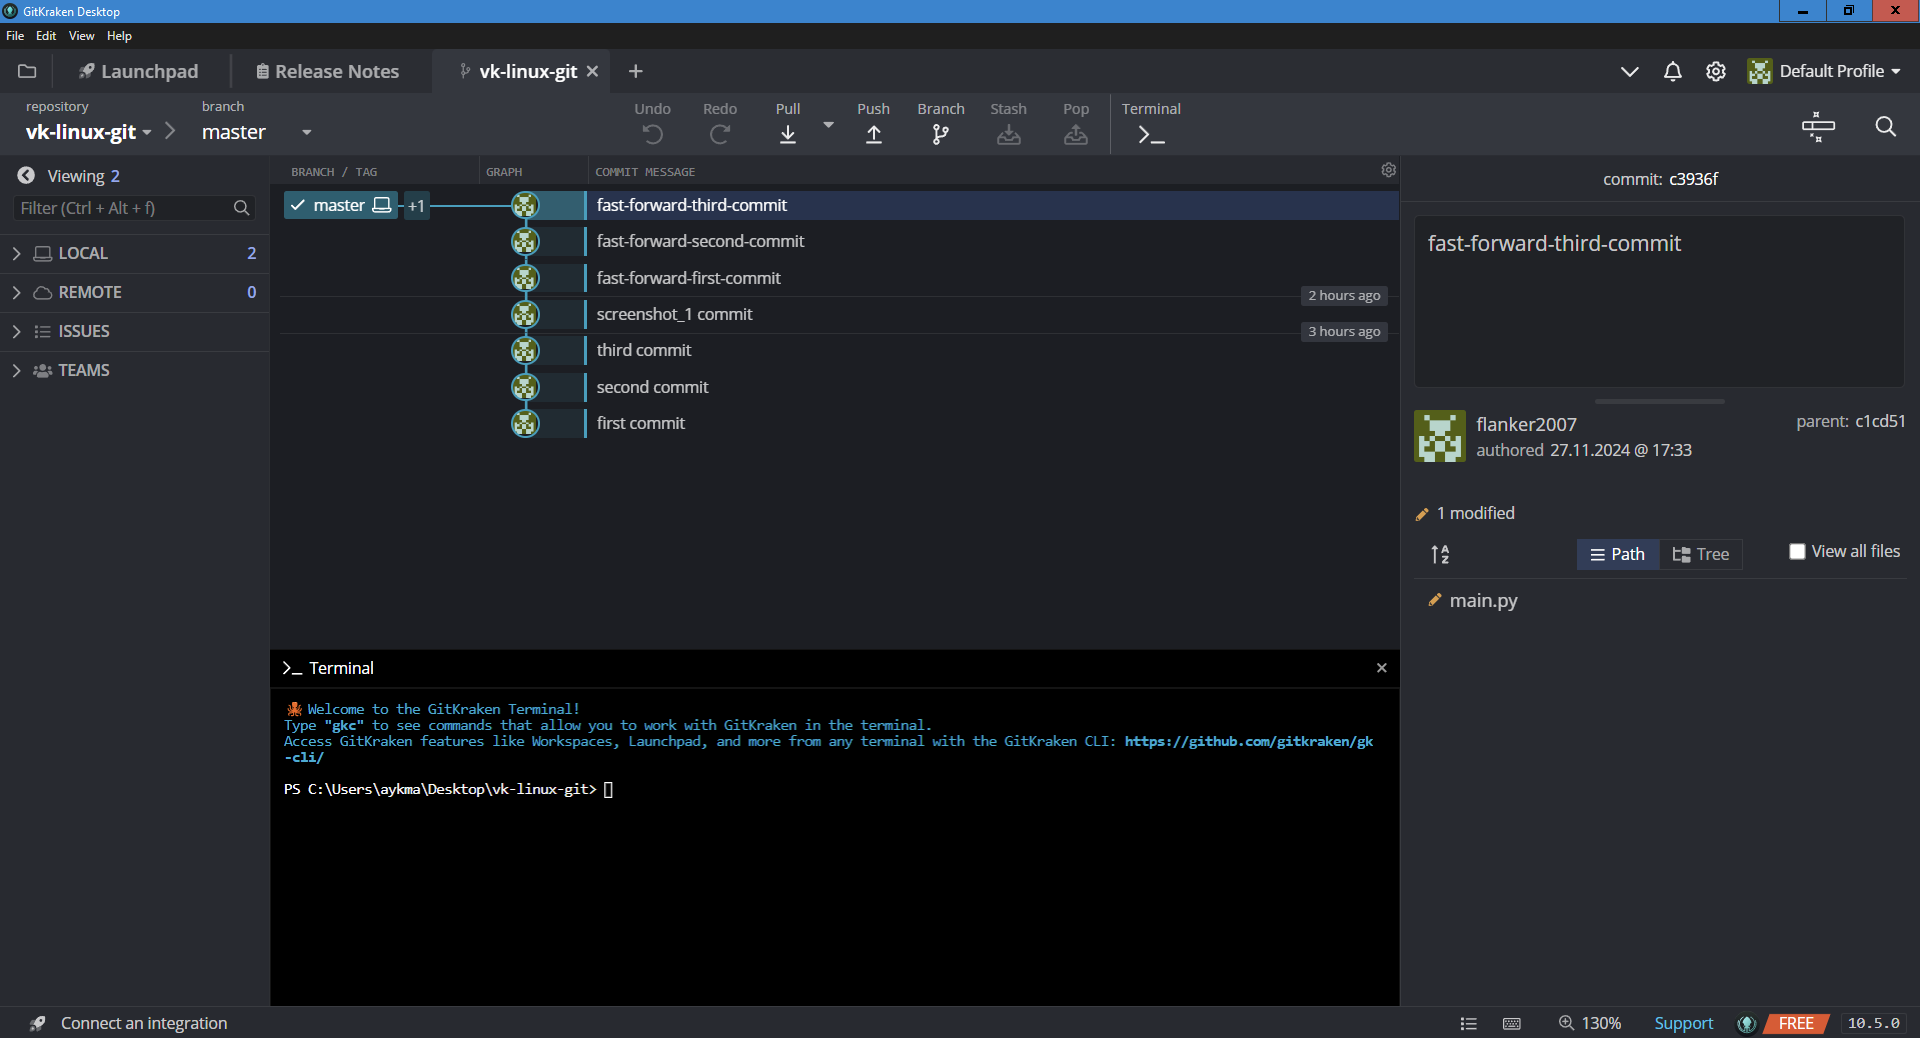 GitKraken Desktop
File Edit View Help
Launchpad Release Notes vk-linux-git Default Profile
repository branch
vk-linux-git master
Undo Redo Pull Push Branch Stash Pop Terminal
Viewing 2
Filter (Ctrl + Alt + f)
LOCAL 2
REMOTE 0
ISSUES
TEAMS
BRANCH / TAG GRAPH COMMIT MESSAGE
master +1 fast-forward-third-commit
fast-forward-second-commit
fast-forward-first-commit
2 hours ago
screenshot_1 commit
3 hours ago
third commit
second commit
first commit
>_ Terminal
Welcome to the GitKraken Terminal!
Type "gkc" to see commands that allow you to work with GitKraken in the terminal.
Access GitKraken features like Workspaces, Launchpad, and more from any terminal with the GitKraken CLI: https://github.com/gitkraken/gk
-cli/
PS C:\Users\aykma\Desktop\vk-linux-git>
commit: c3936f
fast-forward-third-commit
flanker2007 parent: c1cd51
authored 27.11.2024 @ 17:33
1 modified
Path Tree View all files
main.py
Connect an integration 130% Support FREE 10.5.0